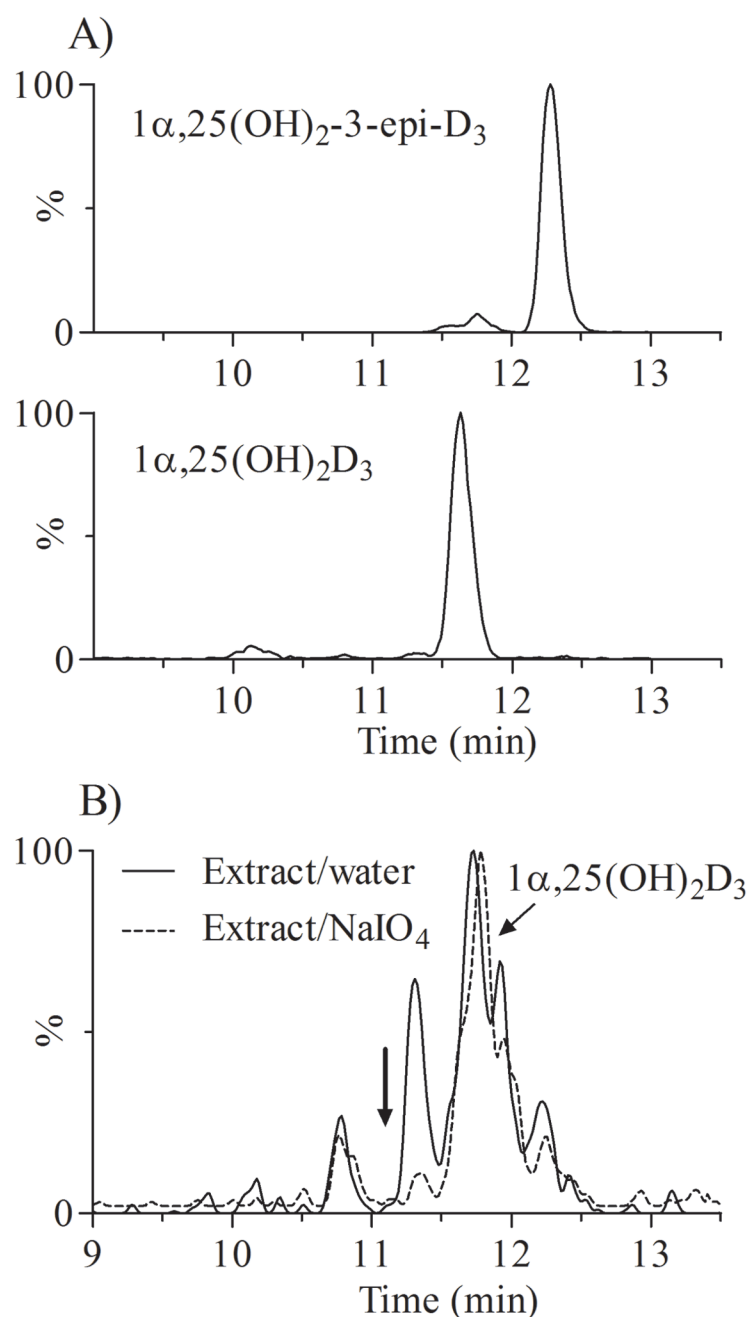 A)
100
1α,25(OH)₂-3-epi-D₃
%
0
10 11 12 13
100
1α,25(OH)₂D₃
%
0
10 11 12 13
Time (min)
B)
100
Extract/water
1α,25(OH)₂D₃
Extract/NaIO₄
%
0
9 10 11 12 13
Time (min)